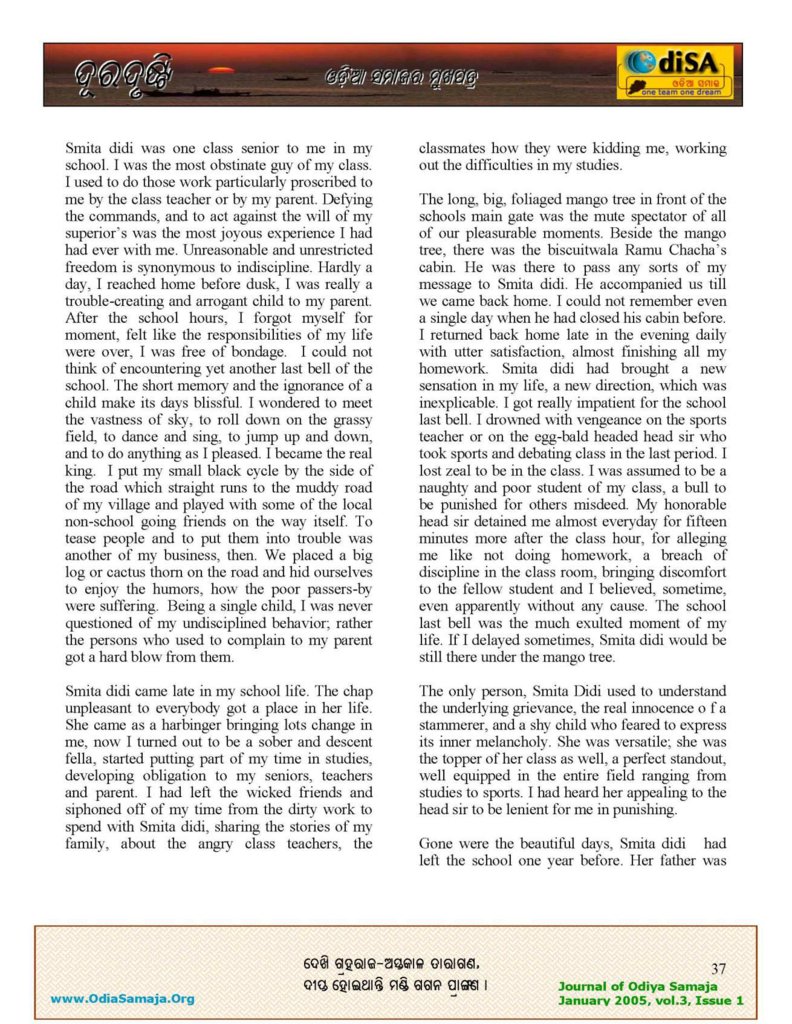 ଦୂରଦୃଷ୍ଟି
ଓଡ଼ିଆ ସମାଜର ମୁଖପତ୍ର
OdiSA
ଓଡିଆ ସମାଜ
one team one dream
Smita didi was one class senior to me in my
school. I was the most obstinate guy of my class.
I used to do those work particularly proscribed to
me by the class teacher or by my parent. Defying
the commands, and to act against the will of my
superior’s was the most joyous experience I had
had ever with me. Unreasonable and unrestricted
freedom is synonymous to indiscipline. Hardly a
day, I reached home before dusk, I was really a
trouble-creating and arrogant child to my parent.
After the school hours, I forgot myself for
moment, felt like the responsibilities of my life
were over, I was free of bondage. I could not
think of encountering yet another last bell of the
school. The short memory and the ignorance of a
child make its days blissful. I wondered to meet
the vastness of sky, to roll down on the grassy
field, to dance and sing, to jump up and down,
and to do anything as I pleased. I became the real
king. I put my small black cycle by the side of
the road which straight runs to the muddy road
of my village and played with some of the local
non-school going friends on the way itself. To
tease people and to put them into trouble was
another of my business, then. We placed a big
log or cactus thorn on the road and hid ourselves
to enjoy the humors, how the poor passers-by
were suffering. Being a single child, I was never
questioned of my undisciplined behavior; rather
the persons who used to complain to my parent
got a hard blow from them.
Smita didi came late in my school life. The chap
unpleasant to everybody got a place in her life.
She came as a harbinger bringing lots change in
me, now I turned out to be a sober and descent
fella, started putting part of my time in studies,
developing obligation to my seniors, teachers
and parent. I had left the wicked friends and
siphoned off of my time from the dirty work to
spend with Smita didi, sharing the stories of my
family, about the angry class teachers, the
classmates how they were kidding me, working
out the difficulties in my studies.
The long, big, foliaged mango tree in front of the
schools main gate was the mute spectator of all
of our pleasurable moments. Beside the mango
tree, there was the biscuitwala Ramu Chacha’s
cabin. He was there to pass any sorts of my
message to Smita didi. He accompanied us till
we came back home. I could not remember even
a single day when he had closed his cabin before.
I returned back home late in the evening daily
with utter satisfaction, almost finishing all my
homework. Smita didi had brought a new
sensation in my life, a new direction, which was
inexplicable. I got really impatient for the school
last bell. I drowned with vengeance on the sports
teacher or on the egg-bald headed head sir who
took sports and debating class in the last period. I
lost zeal to be in the class. I was assumed to be a
naughty and poor student of my class, a bull to
be punished for others misdeed. My honorable
head sir detained me almost everyday for fifteen
minutes more after the class hour, for alleging
me like not doing homework, a breach of
discipline in the class room, bringing discomfort
to the fellow student and I believed, sometime,
even apparently without any cause. The school
last bell was the much exulted moment of my
life. If I delayed sometimes, Smita didi would be
still there under the mango tree.
The only person, Smita Didi used to understand
the underlying grievance, the real innocence o f a
stammerer, and a shy child who feared to express
its inner melancholy. She was versatile; she was
the topper of her class as well, a perfect standout,
well equipped in the entire field ranging from
studies to sports. I had heard her appealing to the
head sir to be lenient for me in punishing.
Gone were the beautiful days, Smita didi had
left the school one year before. Her father was
ଦେଖି ଗ୍ରହରାଜ-ଅସ୍ତକାଳ ତାରାଗଣ,
ଦୀପ୍ତ ହୋଇଥାନ୍ତି ମଣ୍ଡି ଗଗନ ପ୍ରାଙ୍ଗଣ ।
37
www.OdiaSamaja.Org
Journal of Odiya Samaja
January 2005, vol.3, Issue 1